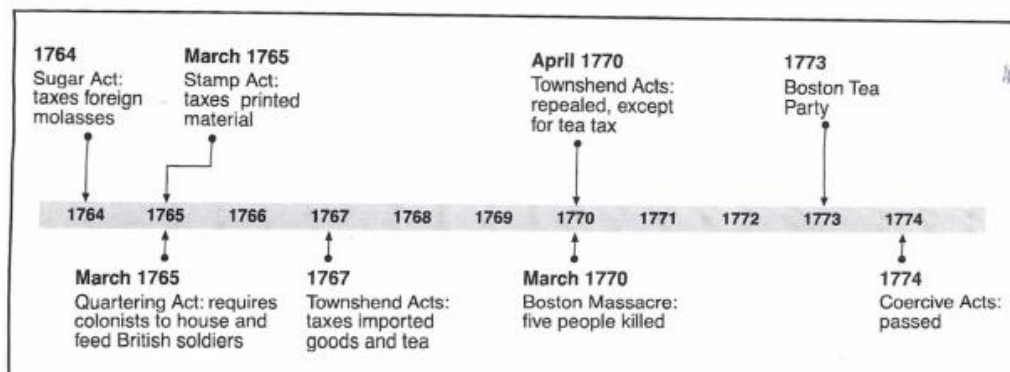 1764
Sugar Act:
taxes foreign
molasses
March 1765
Stamp Act:
taxes printed
material
April 1770
Townshend Acts:
repealed, except
for tea tax
1773
Boston Tea
Party
1764 1765 1766 1767 1768 1769 1770 1771 1772 1773 1774
March 1765
Quartering Act: requires
colonists to house and
feed British soldiers
1767
Townshend Acts:
taxes imported
goods and tea
March 1770
Boston Massacre:
five people killed
1774
Coercive Acts:
passed